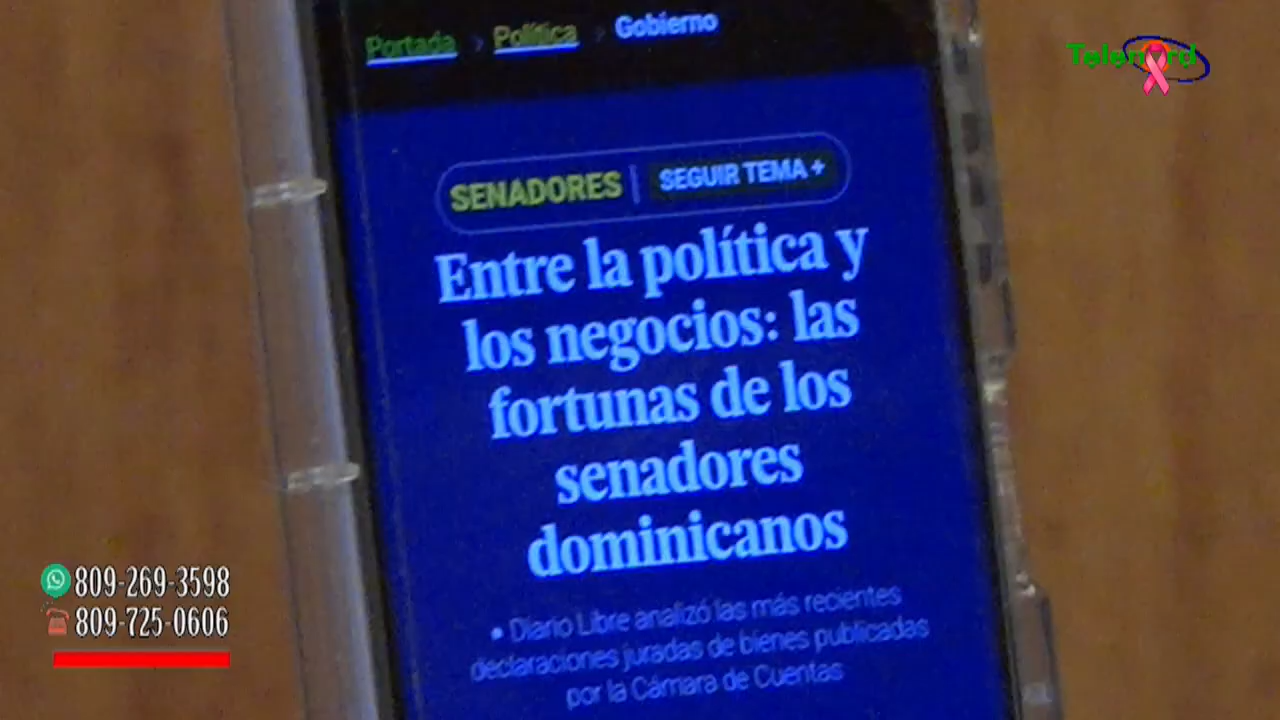 Portada > Política > Gobierno
Telenord
SENADORES | SEGUIR TEMA +
Entre la política y
los negocios: las
fortunas de los
senadores
dominicanos
• Diario Libre analizó las más recientes
declaraciones juradas de bienes publicadas
por la Cámara de Cuentas
809-269-3598
809-725-0606